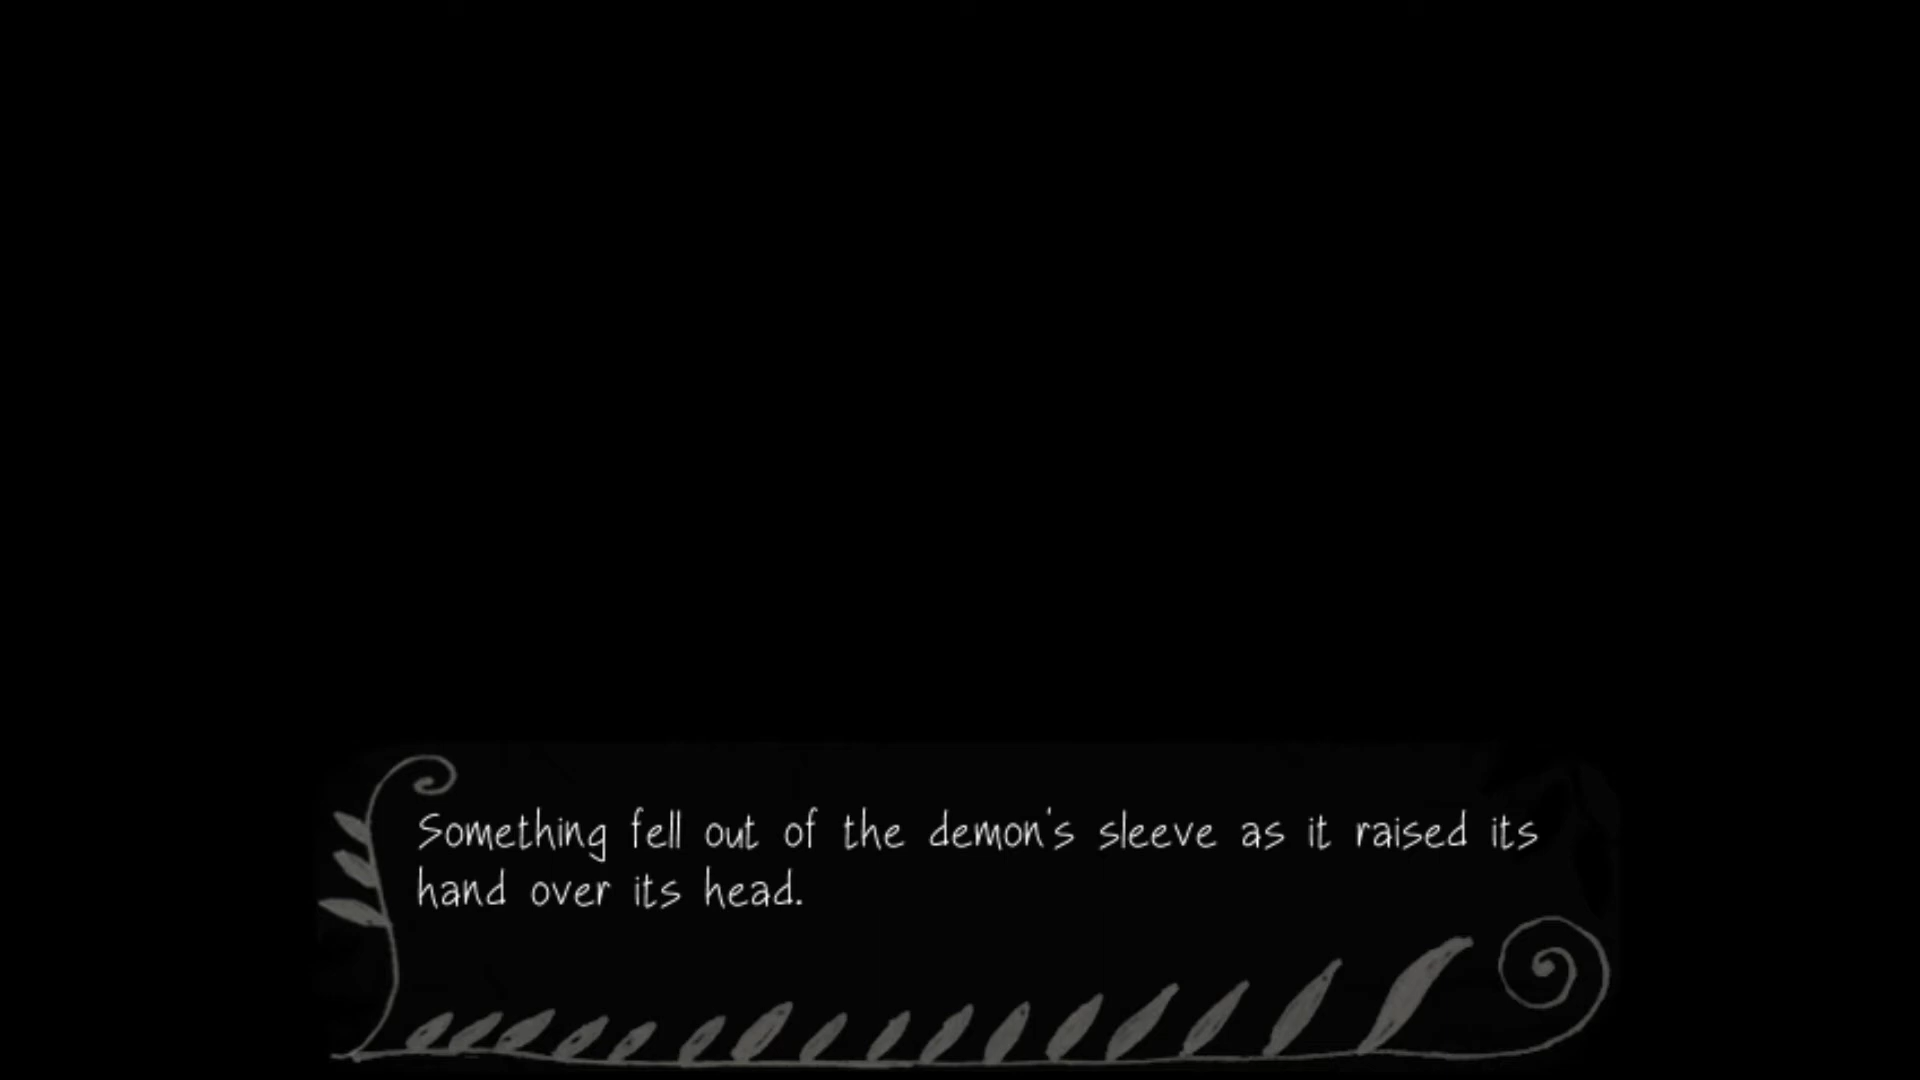 Something fell out of the demon's sleeve as it raised its
hand over its head.